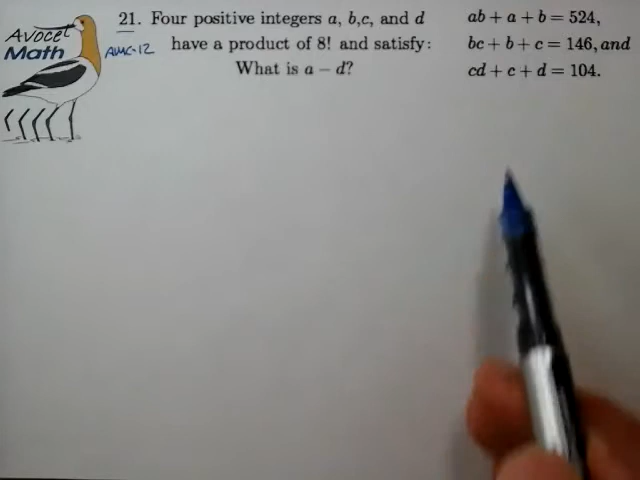 Avocet
Math
AMC-12
21. Four positive integers a, b,c, and d
have a product of 8! and satisfy:
What is a − d?
ab + a + b = 524,
bc + b + c = 146, and
cd + c + d = 104.